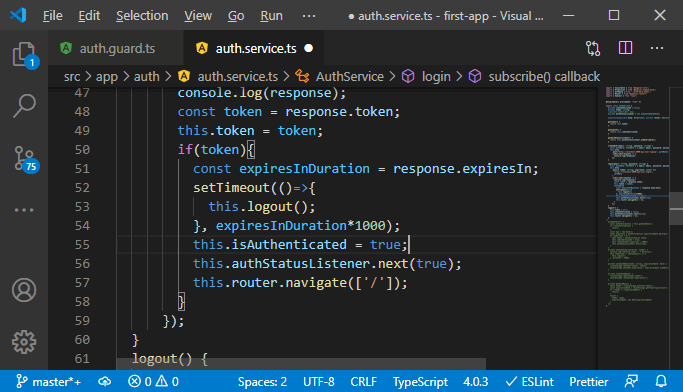 File Edit Selection View Go Run ··· ● auth.service.ts - first-app - Visual ...
auth.guard.ts auth.service.ts ●
src > app > auth > auth.service.ts > AuthService > login > subscribe() callback
1
75
47 console.log(response);
48 const token = response.token;
49 this.token = token;
50 if(token){
51 const expiresInDuration = response.expiresIn;
52 setTimeout(()=>{
53 this.logout();
54 }, expiresInDuration*1000);
55 this.isAuthenticated = true;
56 this.authStatusListener.next(true);
57 this.router.navigate(['/']);
58 }
59 });
60 }
61 logout() {
master*+ 0 0 Spaces: 2 UTF-8 CRLF TypeScript 4.0.3 ESLint Prettier